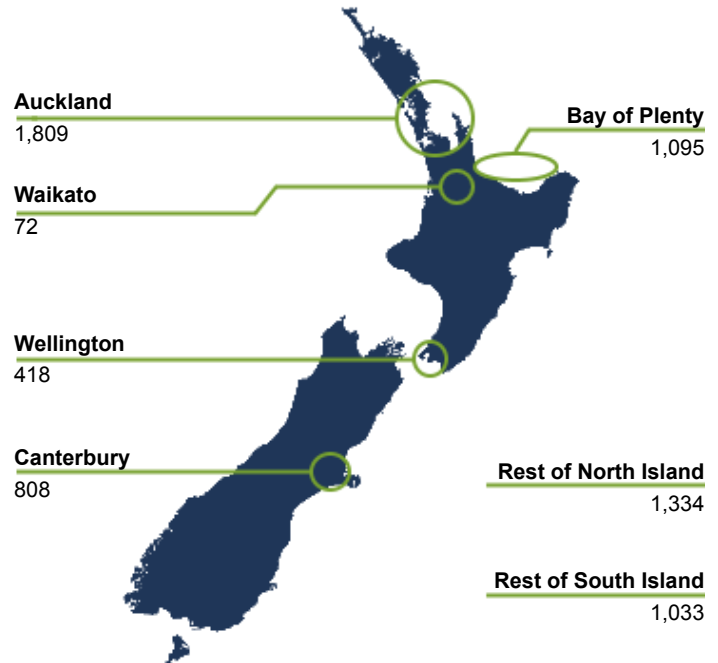 Auckland
1,809
Bay of Plenty
1,095
Waikato
72
Wellington
418
Canterbury
808
Rest of North Island
1,334
Rest of South Island
1,033